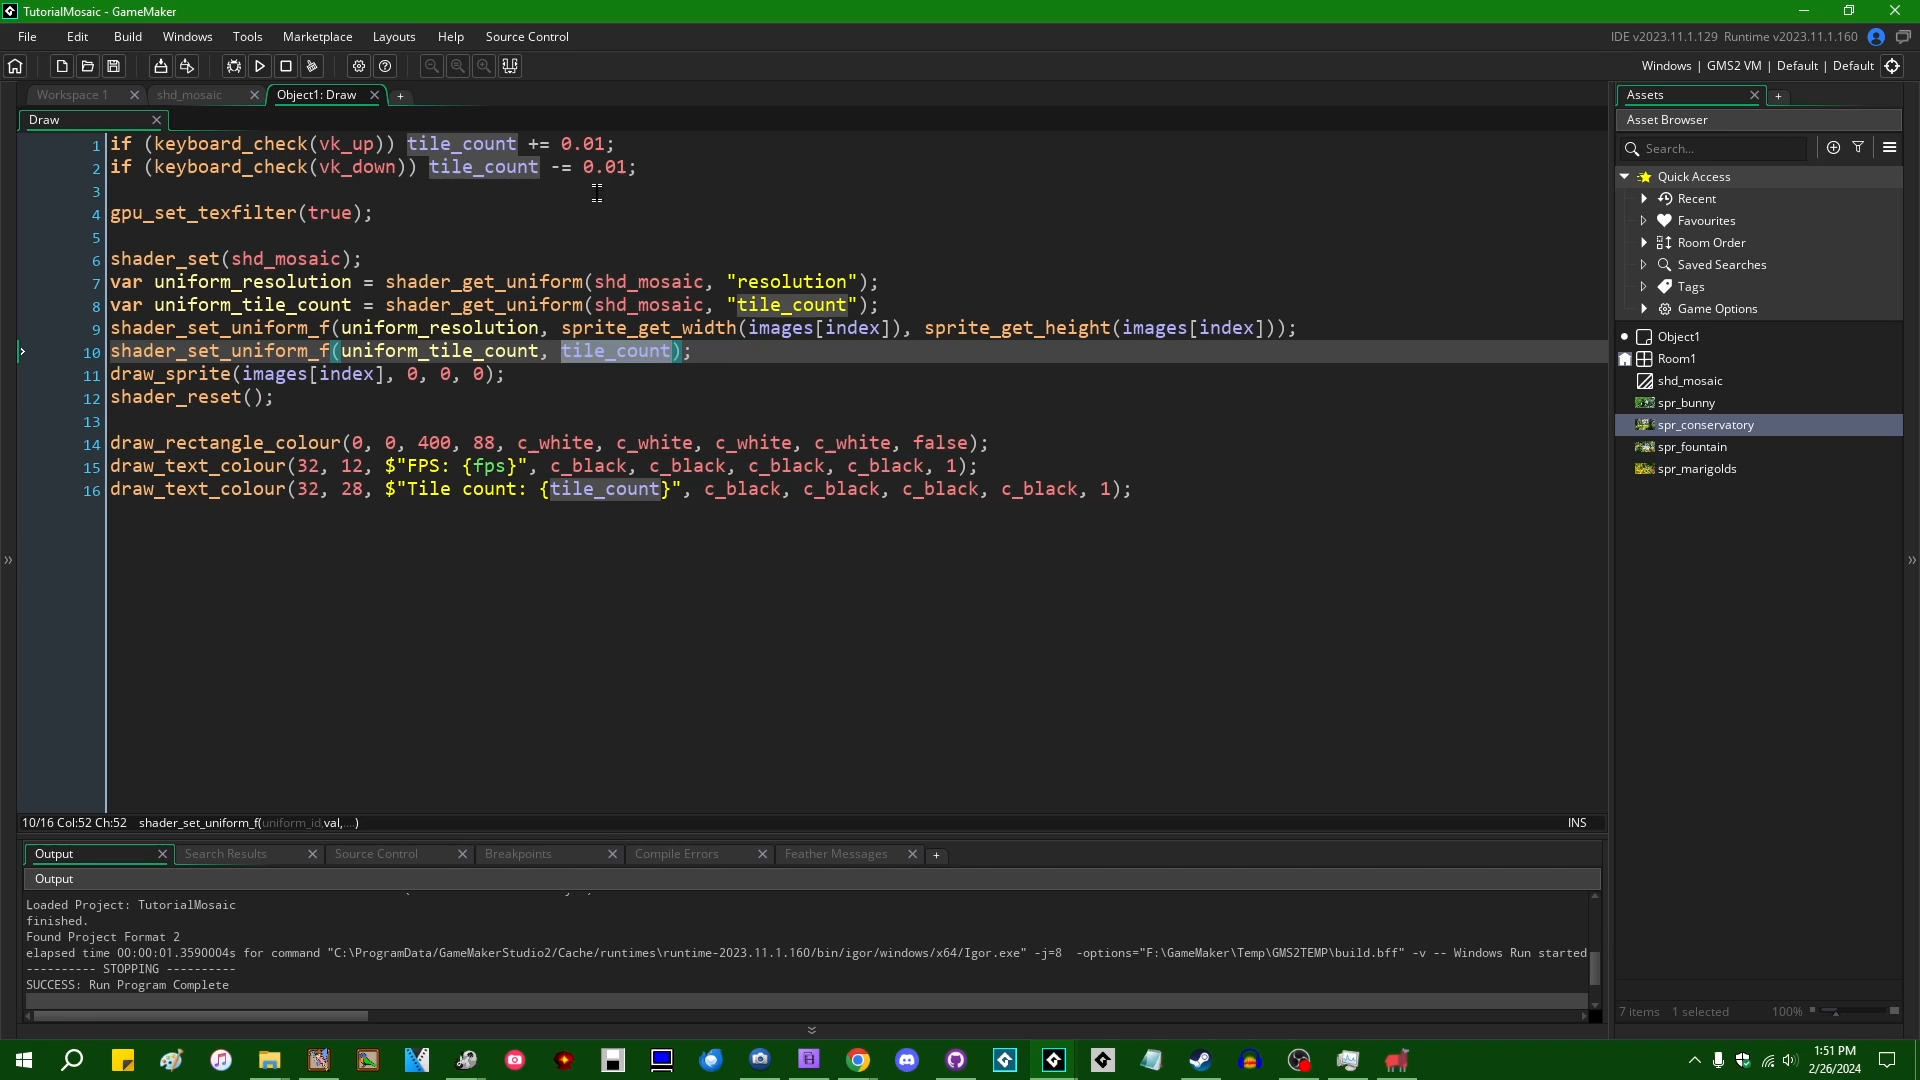 TutorialMosaic - GameMaker
File Edit Build Windows Tools Marketplace Layouts Help Source Control
IDE v2023.11.1.129 Runtime v2023.11.1.160
Windows | GMS2 VM | Default | Default
Workspace 1 shd_mosaic Object1: Draw
Draw
1 if (keyboard_check(vk_up)) tile_count += 0.01;
2 if (keyboard_check(vk_down)) tile_count -= 0.01;
3
4 gpu_set_texfilter(true);
5
6 shader_set(shd_mosaic);
7 var uniform_resolution = shader_get_uniform(shd_mosaic, "resolution");
8 var uniform_tile_count = shader_get_uniform(shd_mosaic, "tile_count");
9 shader_set_uniform_f(uniform_resolution, sprite_get_width(images[index]), sprite_get_height(images[index]));
10 shader_set_uniform_f(uniform_tile_count, tile_count);
11 draw_sprite(images[index], 0, 0, 0);
12 shader_reset();
13
14 draw_rectangle_colour(0, 0, 400, 88, c_white, c_white, c_white, c_white, false);
15 draw_text_colour(32, 12, $"FPS: {fps}", c_black, c_black, c_black, c_black, 1);
16 draw_text_colour(32, 28, $"Tile count: {tile_count}", c_black, c_black, c_black, c_black, 1);
10/16 Col:52 Ch:52 shader_set_uniform_f(uniform_id,val,...)
INS
Output Search Results Source Control Breakpoints Compile Errors Feather Messages
Output
Loaded Project: TutorialMosaic
finished.
Found Project Format 2
elapsed time 00:00:01.3590004s for command "C:\ProgramData/GameMakerStudio2/Cache/runtimes\runtime-2023.11.1.160/bin/igor/windows/x64/Igor.exe" -j=8 -options="F:\GameMaker\Temp\GMS2TEMP\build.bff" -v -- Windows Run started
---------- STOPPING ----------
SUCCESS: Run Program Complete
Assets
Asset Browser
Search...
Quick Access
Recent
Favourites
Room Order
Saved Searches
Tags
Game Options
Object1
Room1
shd_mosaic
spr_bunny
spr_conservatory
spr_fountain
spr_marigolds
7 items 1 selected 100%
1:51 PM
2/26/2024